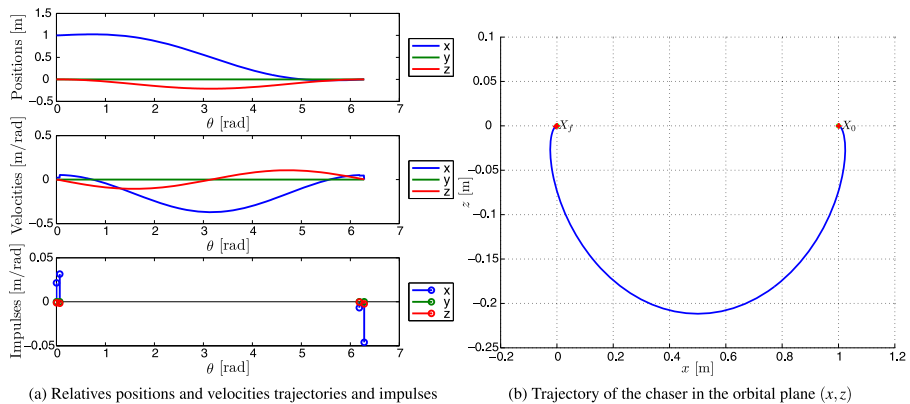 Positions [m]
1.5
1
0.5
0
−0.5
0 1 2 3 4 5 6 7
θ [rad]
x
y
z
Velocities [m/rad]
0.5
0
−0.5
0 1 2 3 4 5 6 7
θ [rad]
x
y
z
Impulses [m/rad]
0.05
0
−0.05
0 1 2 3 4 5 6 7
θ [rad]
x
y
z
(a) Relatives positions and velocities trajectories and impulses
z [m]
0.1
0.05
0
−0.05
−0.1
−0.15
−0.2
−0.25
X_f
X_0
−0.2 0 0.2 0.4 0.6 0.8 1 1.2
x [m]
(b) Trajectory of the chaser in the orbital plane (x, z)